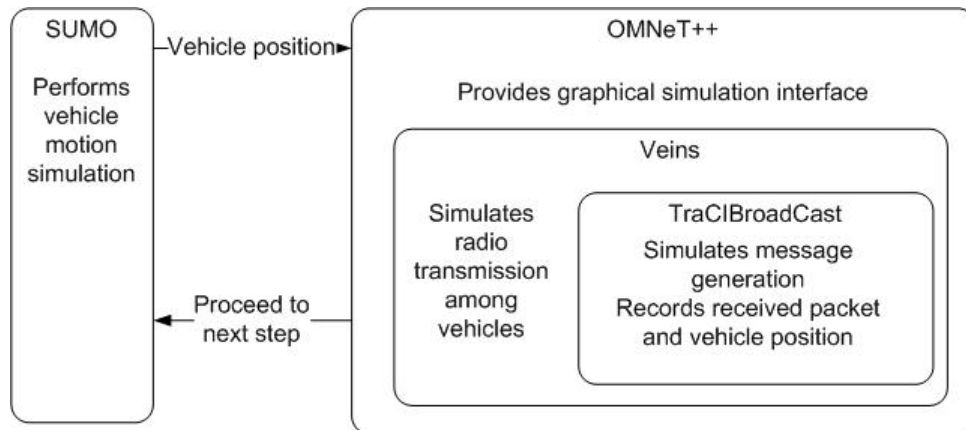 SUMO
Performs
vehicle
motion
simulation
Vehicle position
Proceed to
next step
OMNeT++
Provides graphical simulation interface
Veins
Simulates
radio
transmission
among
vehicles
TraCIBroadCast
Simulates message
generation
Records received packet
and vehicle position